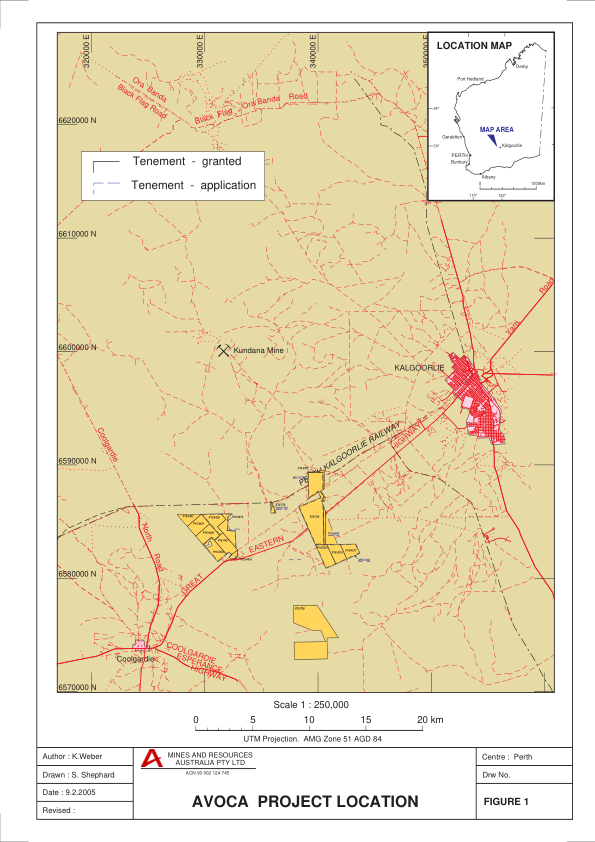 320000 E
330000 E
340000 E
LOCATION MAP
Derby
Port Hedland
Geraldton
MAP AREA
Kalgoorlie
PERTH
Bunbury
Albany
1000km
Ora Banda
Black Flag Road
Black Flag
Ora Banda Road
6620000 N
Tenement - granted
Tenement - application
6610000 N
Yarri Road
6600000 N
Kundana Mine
KALGOORLIE
Coolgardie
KALGOORLIE RAILWAY
HIGHWAY
6590000 N
North Road
EASTERN
GREAT
6580000 N
COOLGARDIE
ESPERANCE
HIGHWAY
Coolgardie
6570000 N
Scale 1 : 250,000
0 5 10 15 20 km
UTM Projection. AMG Zone 51 AGD 84
Author : K.Weber
Drawn : S. Shephard
Date : 9.2.2005
Revised :
MINES AND RESOURCES
AUSTRALIA PTY LTD
ACN 90 002 124 745
AVOCA PROJECT LOCATION
Centre : Perth
Drw No.
FIGURE 1